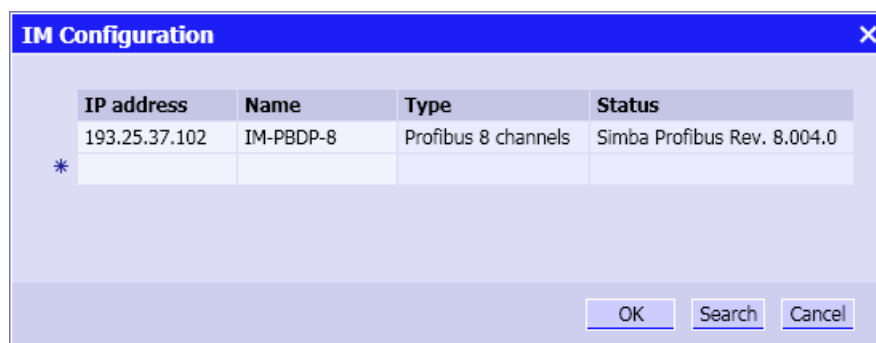 IM Configuration
IP address Name Type Status
193.25.37.102 IM-PBDP-8 Profibus 8 channels Simba Profibus Rev. 8.004.0
OK Search Cancel